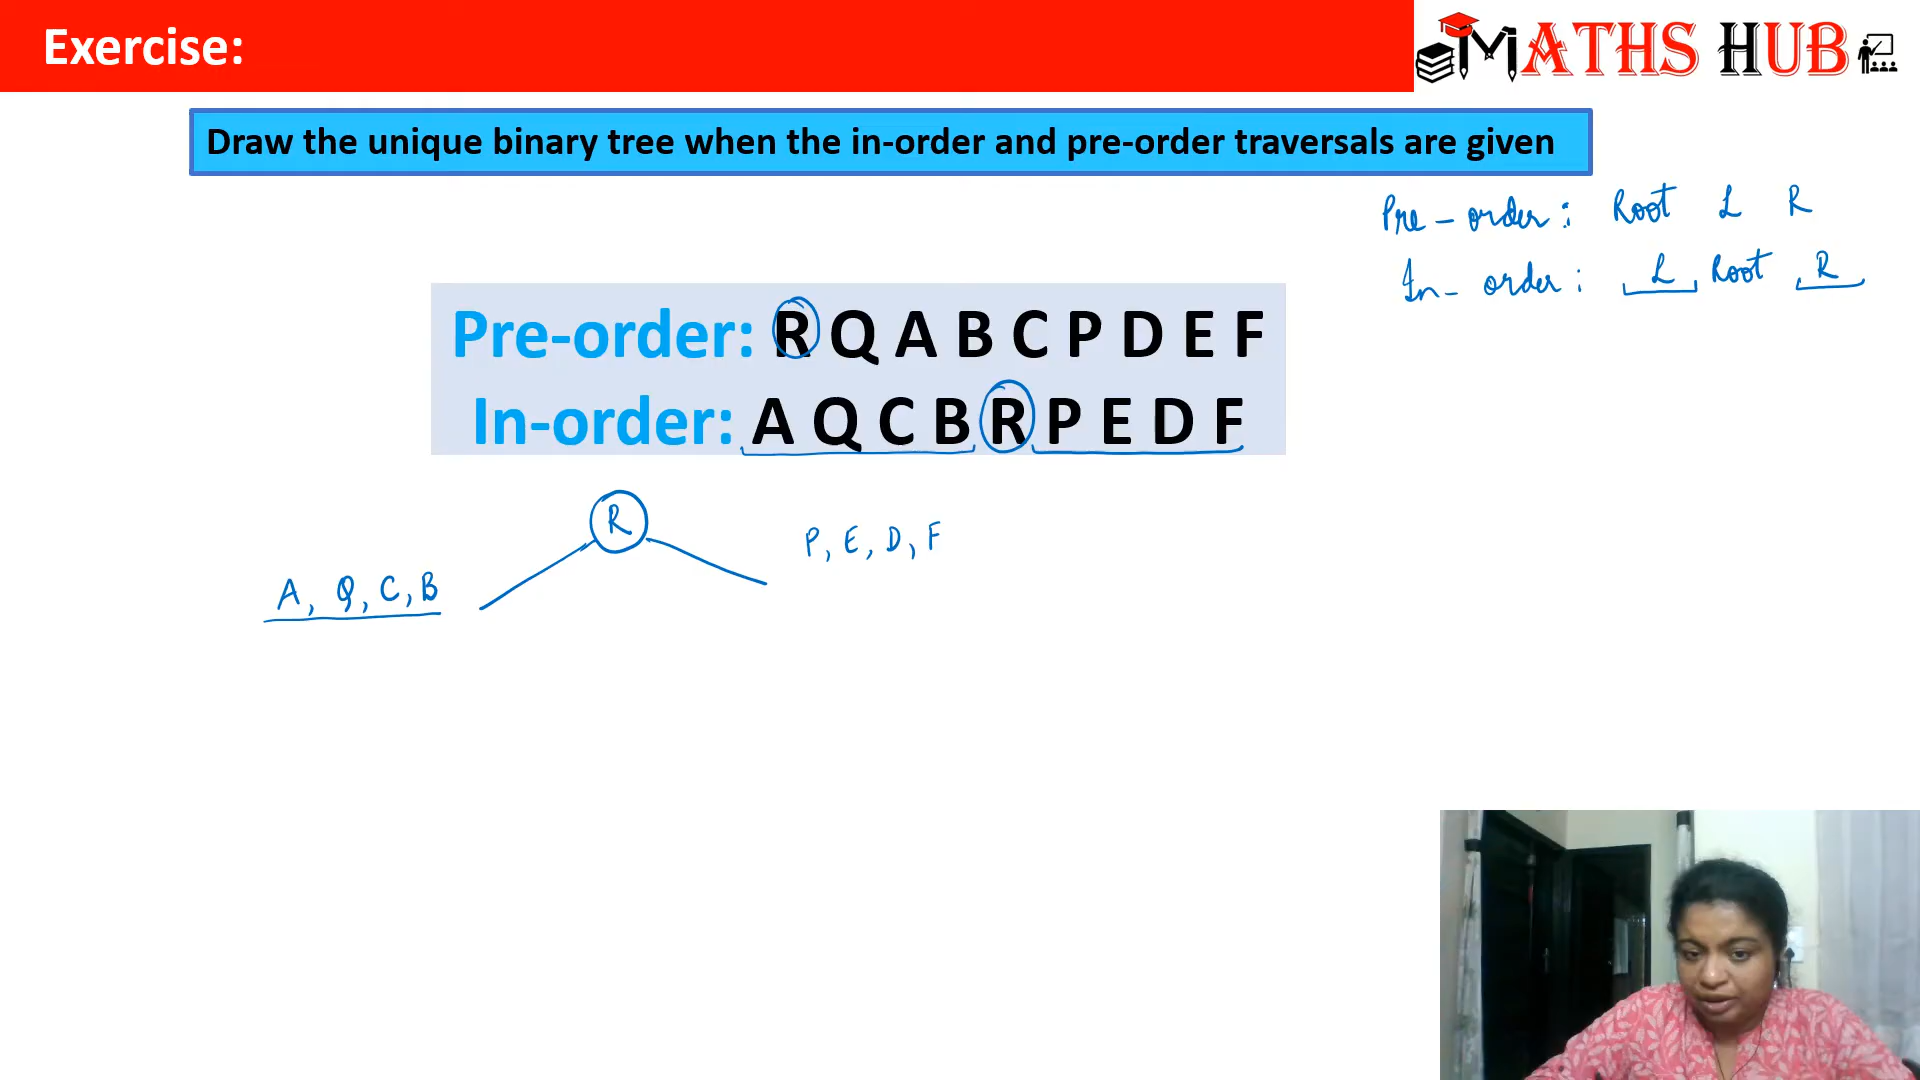 Exercise:
MATHS HUB
Draw the unique binary tree when the in-order and pre-order traversals are given
Pre-order: Root L R
In-order: L Root R
Pre-order: R Q A B C P D E F
In-order: A Q C B R P E D F
R
P, E, D, F
A, Q, C, B